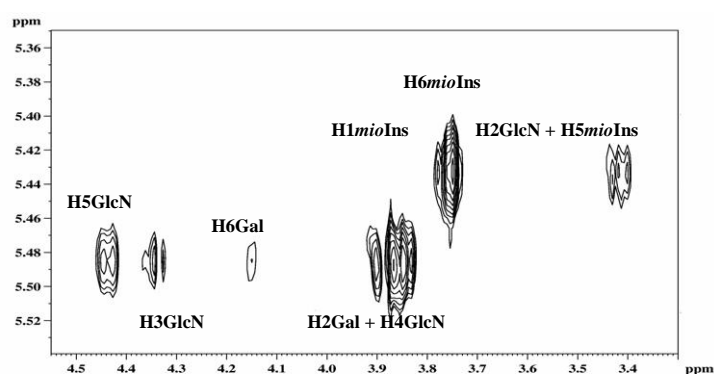 ppm
5.36
5.38
H6mioIns
5.40
H1mioIns H2GlcN + H5mioIns
5.42
5.44
H5GlcN
5.46
H6Gal
5.48
5.50
H3GlcN H2Gal + H4GlcN
5.52
4.5 4.4 4.3 4.2 4.1 4.0 3.9 3.8 3.7 3.6 3.5 3.4 ppm